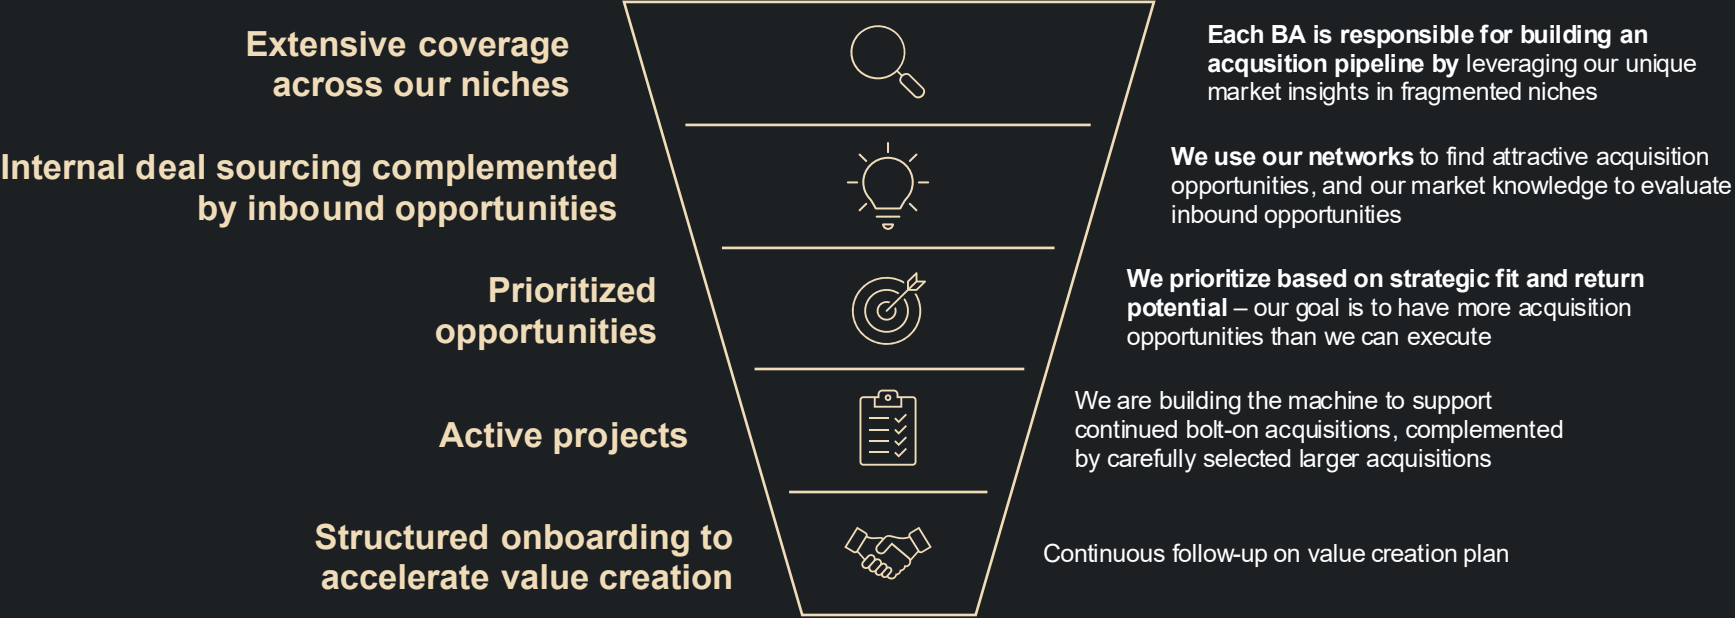 Extensive coverage
across our niches
Each BA is responsible for building an
acqusition pipeline by leveraging our unique
market insights in fragmented niches
Internal deal sourcing complemented
by inbound opportunities
We use our networks to find attractive acquisition
opportunities, and our market knowledge to evaluate
inbound opportunities
Prioritized
opportunities
We prioritize based on strategic fit and return
potential – our goal is to have more acquisition
opportunities than we can execute
Active projects
We are building the machine to support
continued bolt-on acquisitions, complemented
by carefully selected larger acquisitions
Structured onboarding to
accelerate value creation
Continuous follow-up on value creation plan